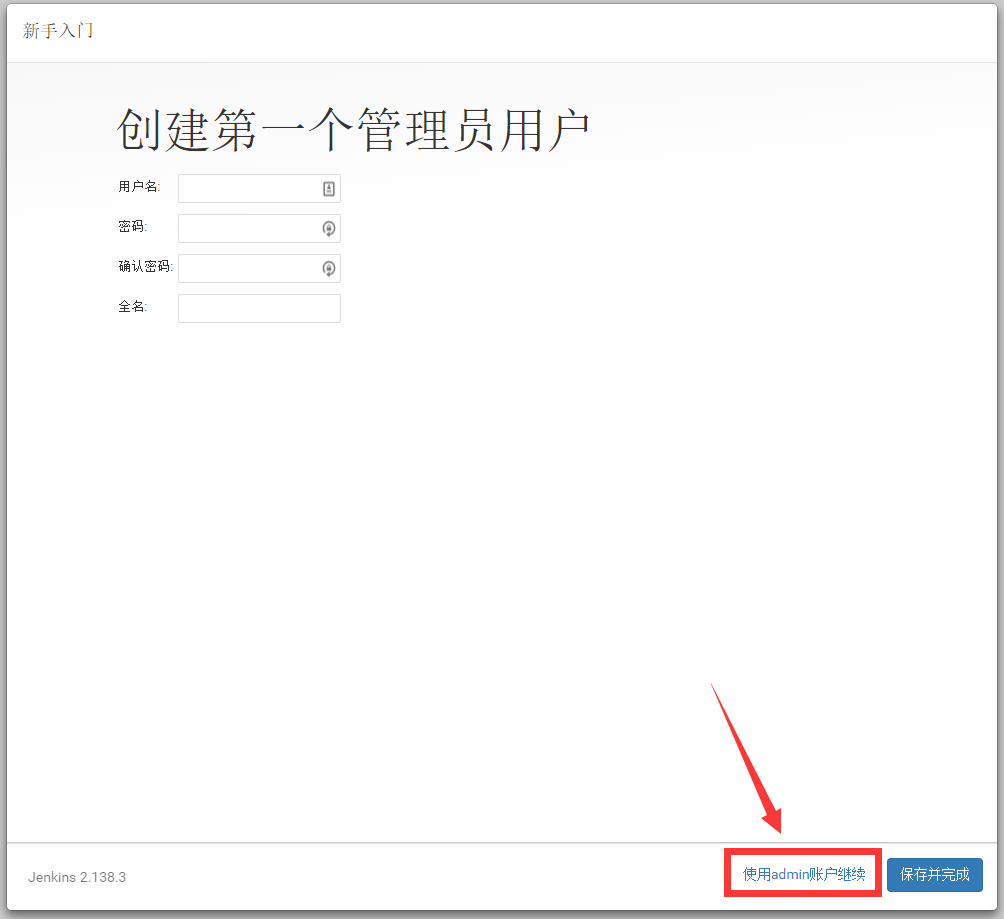 新手入门
创建第一个管理员用户
用户名:
密码:
确认密码:
全名:
Jenkins 2.138.3
使用admin账户继续
保存并完成